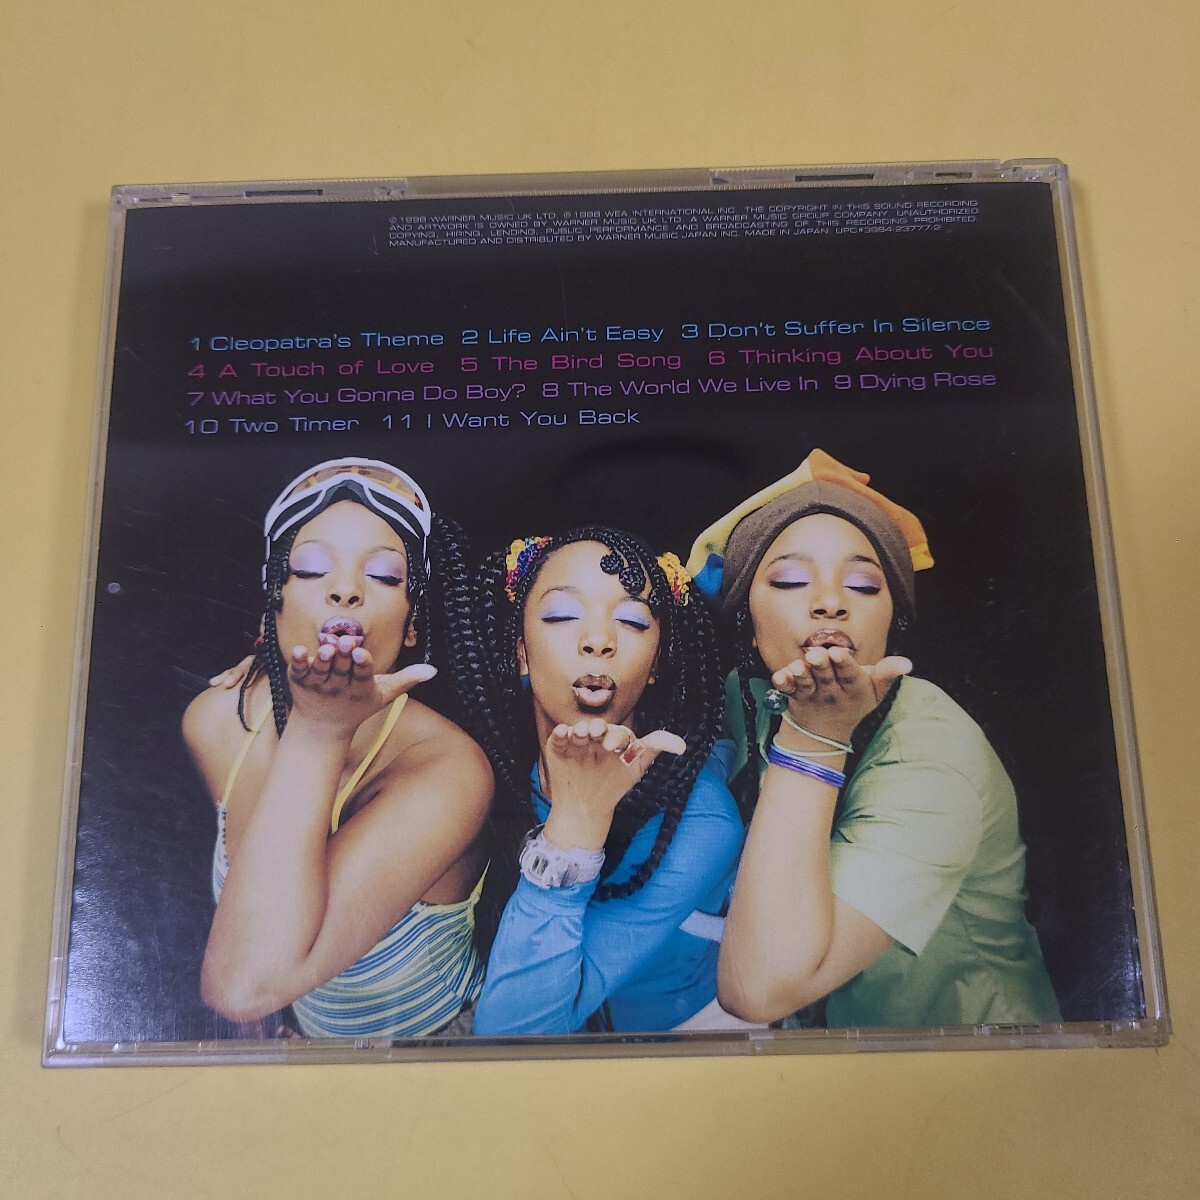 © 1998 WARNER MUSIC UK LTD. ℗ 1998 WEA INTERNATIONAL INC. THE COPYRIGHT IN THIS SOUND RECORDING
AND ARTWORK IS OWNED BY WARNER MUSIC UK LTD. A WARNER MUSIC GROUP COMPANY. UNAUTHORIZED
COPYING, HIRING, LENDING, PUBLIC PERFORMANCE AND BROADCASTING OF THIS RECORDING PROHIBITED.
MANUFACTURED AND DISTRIBUTED BY WARNER MUSIC JAPAN INC. MADE IN JAPAN. UPC#3984-23777-2
1 Cleopatra's Theme 2 Life Ain't Easy 3 Don't Suffer In Silence
4 A Touch of Love 5 The Bird Song 6 Thinking About You
7 What You Gonna Do Boy? 8 The World We Live In 9 Dying Rose
10 Two Timer 11 I Want You Back